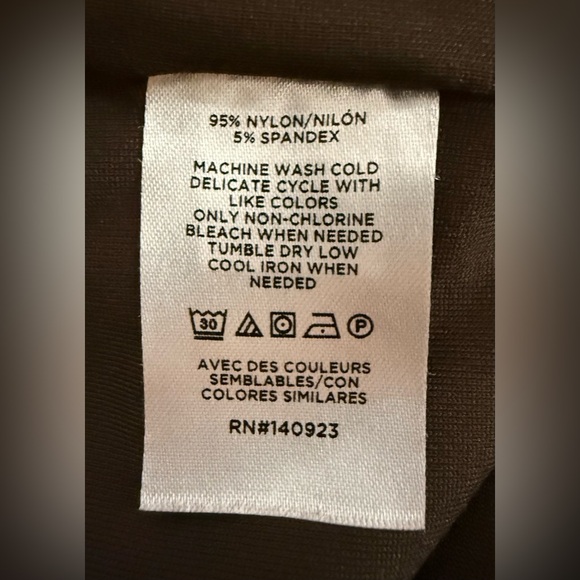 95% NYLON/NILÓN
5% SPANDEX
MACHINE WASH COLD
DELICATE CYCLE WITH
LIKE COLORS
ONLY NON-CHLORINE
BLEACH WHEN NEEDED
TUMBLE DRY LOW
COOL IRON WHEN
NEEDED
30 P
AVEC DES COULEURS
SEMBLABLES/CON
COLORES SIMILARES
RN#140923